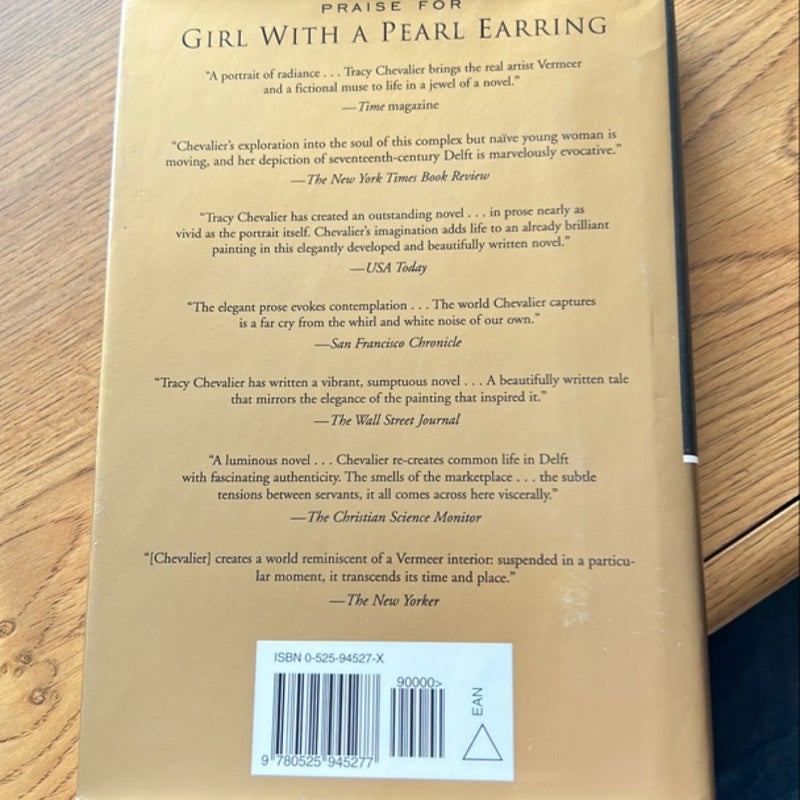 PRAISE FOR
GIRL WITH A PEARL EARRING
“A portrait of radiance . . . Tracy Chevalier brings the real artist Vermeer
and a fictional muse to life in a jewel of a novel.”
—Time magazine
“Chevalier’s exploration into the soul of this complex but naïve young woman is
moving, and her depiction of seventeenth-century Delft is marvelously evocative.”
—The New York Times Book Review
“Tracy Chevalier has created an outstanding novel . . . in prose nearly as
vivid as the portrait itself. Chevalier’s imagination adds life to an already brilliant
painting in this elegantly developed and beautifully written novel.”
—USA Today
“The elegant prose evokes contemplation . . . The world Chevalier captures
is a far cry from the whirl and white noise of our own.”
—San Francisco Chronicle
“Tracy Chevalier has written a vibrant, sumptuous novel . . . A beautifully written tale
that mirrors the elegance of the painting that inspired it.”
—The Wall Street Journal
“A luminous novel . . . Chevalier re-creates common life in Delft
with fascinating authenticity. The smells of the marketplace . . . the subtle
tensions between servants, it all comes across here viscerally.”
—The Christian Science Monitor
“[Chevalier] creates a world reminiscent of a Vermeer interior: suspended in a particu-
lar moment, it transcends its time and place.”
—The New Yorker
ISBN 0-525-94527-X
90000>
EAN
9 780525 945277